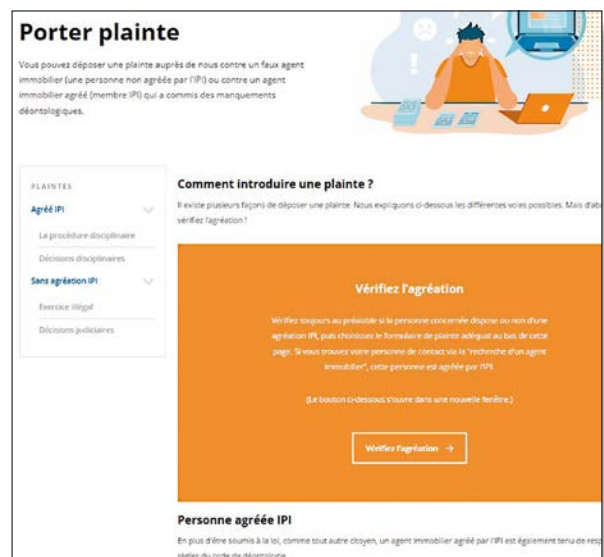 Porter plainte
Vous pouvez déposer une plainte auprès de nous contre un faux agent
immobilier (une personne non agréée par l'IPI) ou contre un agent
immobilier agréé (membre IPI) qui a commis des manquements
déontologiques.
PLAINTES
Agréé IPI
La procédure disciplinaire
Décisions disciplinaires
Sans agréation IPI
Exercice illégal
Décisions judiciaires
Comment introduire une plainte ?
Il existe plusieurs façons de déposer une plainte. Nous expliquons ci-dessous les différentes voies possibles. Mais d'abo
vérifiez l'agréation !
Vérifiez l'agréation
Vérifiez toujours au préalable si la personne concernée dispose ou non d'une
agréation IPI, puis choisissez le formulaire de plainte adéquat au bas de cette
page. Si vous trouvez votre personne de contact via la "recherche d'un agent
immobilier", cette personne est agréée par l'IPI.
(Le bouton ci-dessous s'ouvre dans une nouvelle fenêtre.)
Vérifiez l'agréation →
Personne agréée IPI
En plus d'être soumis à la loi, comme tout autre citoyen, un agent immobilier agréé par l'IPI est également tenu de resp
règles du code de déontologie.